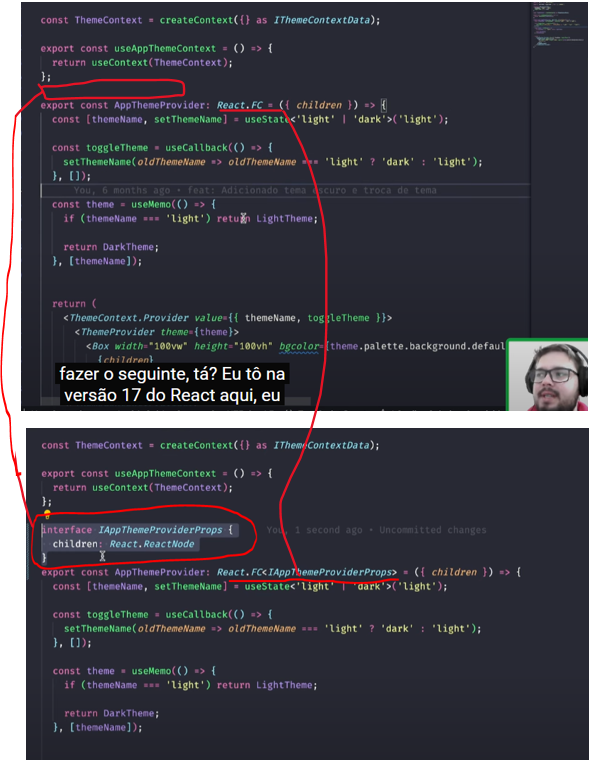 const ThemeContext = createContext({} as IThemeContextData);
export const useAppThemeContext = () => {
return useContext(ThemeContext);
};
export const AppThemeProvider: React.FC = ({ children }) => {
const [themeName, setThemeName] = useState<'light' | 'dark'>('light');
const toggleTheme = useCallback(() => {
setThemeName(oldThemeName => oldThemeName === 'light' ? 'dark' : 'light');
}, []);
You, 6 months ago • feat: Adicionado tema escuro e troca de tema
const theme = useMemo(() => {
if (themeName === 'light') return LightTheme;
return DarkTheme;
}, [themeName]);
return (
<ThemeContext.Provider value={{ themeName, toggleTheme }}>
<ThemeProvider theme={theme}>
<Box width="100vw" height="100vh" bgcolor={theme.palette.background.defaul
{children}
fazer o seguinte, tá? Eu tô na
versão 17 do React aqui, eu
const ThemeContext = createContext({} as IThemeContextData);
export const useAppThemeContext = () => {
return useContext(ThemeContext);
};
interface IAppThemeProviderProps { You, 1 second ago • Uncommitted changes
children: React.ReactNode
}
export const AppThemeProvider: React.FC<IAppThemeProviderProps> = ({ children }) => {
const [themeName, setThemeName] = useState<'light' | 'dark'>('light');
const toggleTheme = useCallback(() => {
setThemeName(oldThemeName => oldThemeName === 'light' ? 'dark' : 'light');
}, []);
const theme = useMemo(() => {
if (themeName === 'light') return LightTheme;
return DarkTheme;
}, [themeName]);